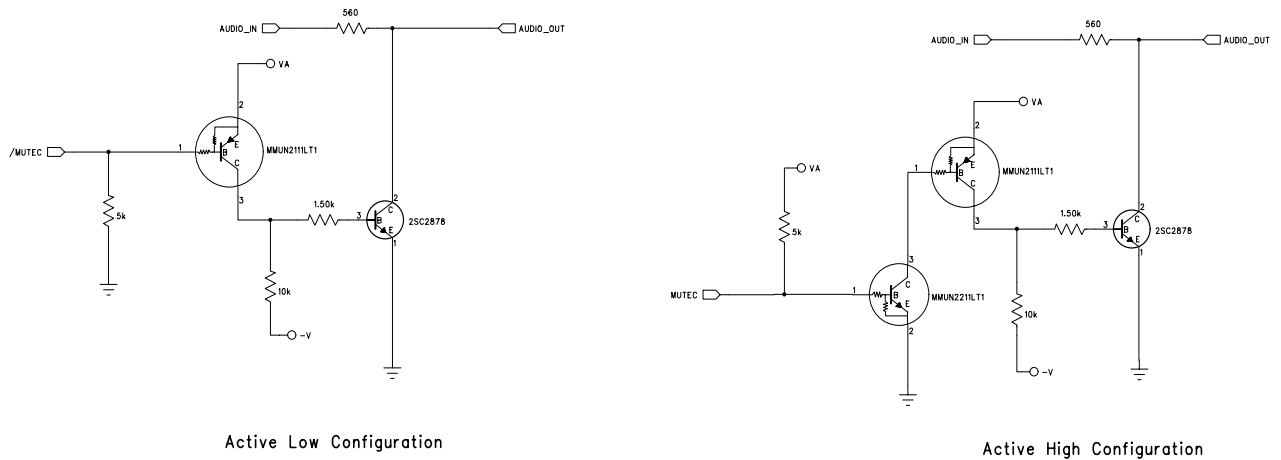 560
AUDIO_IN
AUDIO_OUT
VA
2
E
1
B
MMUN2111LT1
/MUTEC
C
3
5k
1.50k
2
C
3
B
2SC2878
E
1
10k
-V
Active Low Configuration
560
AUDIO_IN
AUDIO_OUT
VA
2
E
1
B
MMUN2111LT1
C
3
VA
5k
1.50k
2
C
3
B
2SC2878
E
1
3
C
MUTEC
1
B
MMUN2211LT1
E
2
10k
-V
Active High Configuration